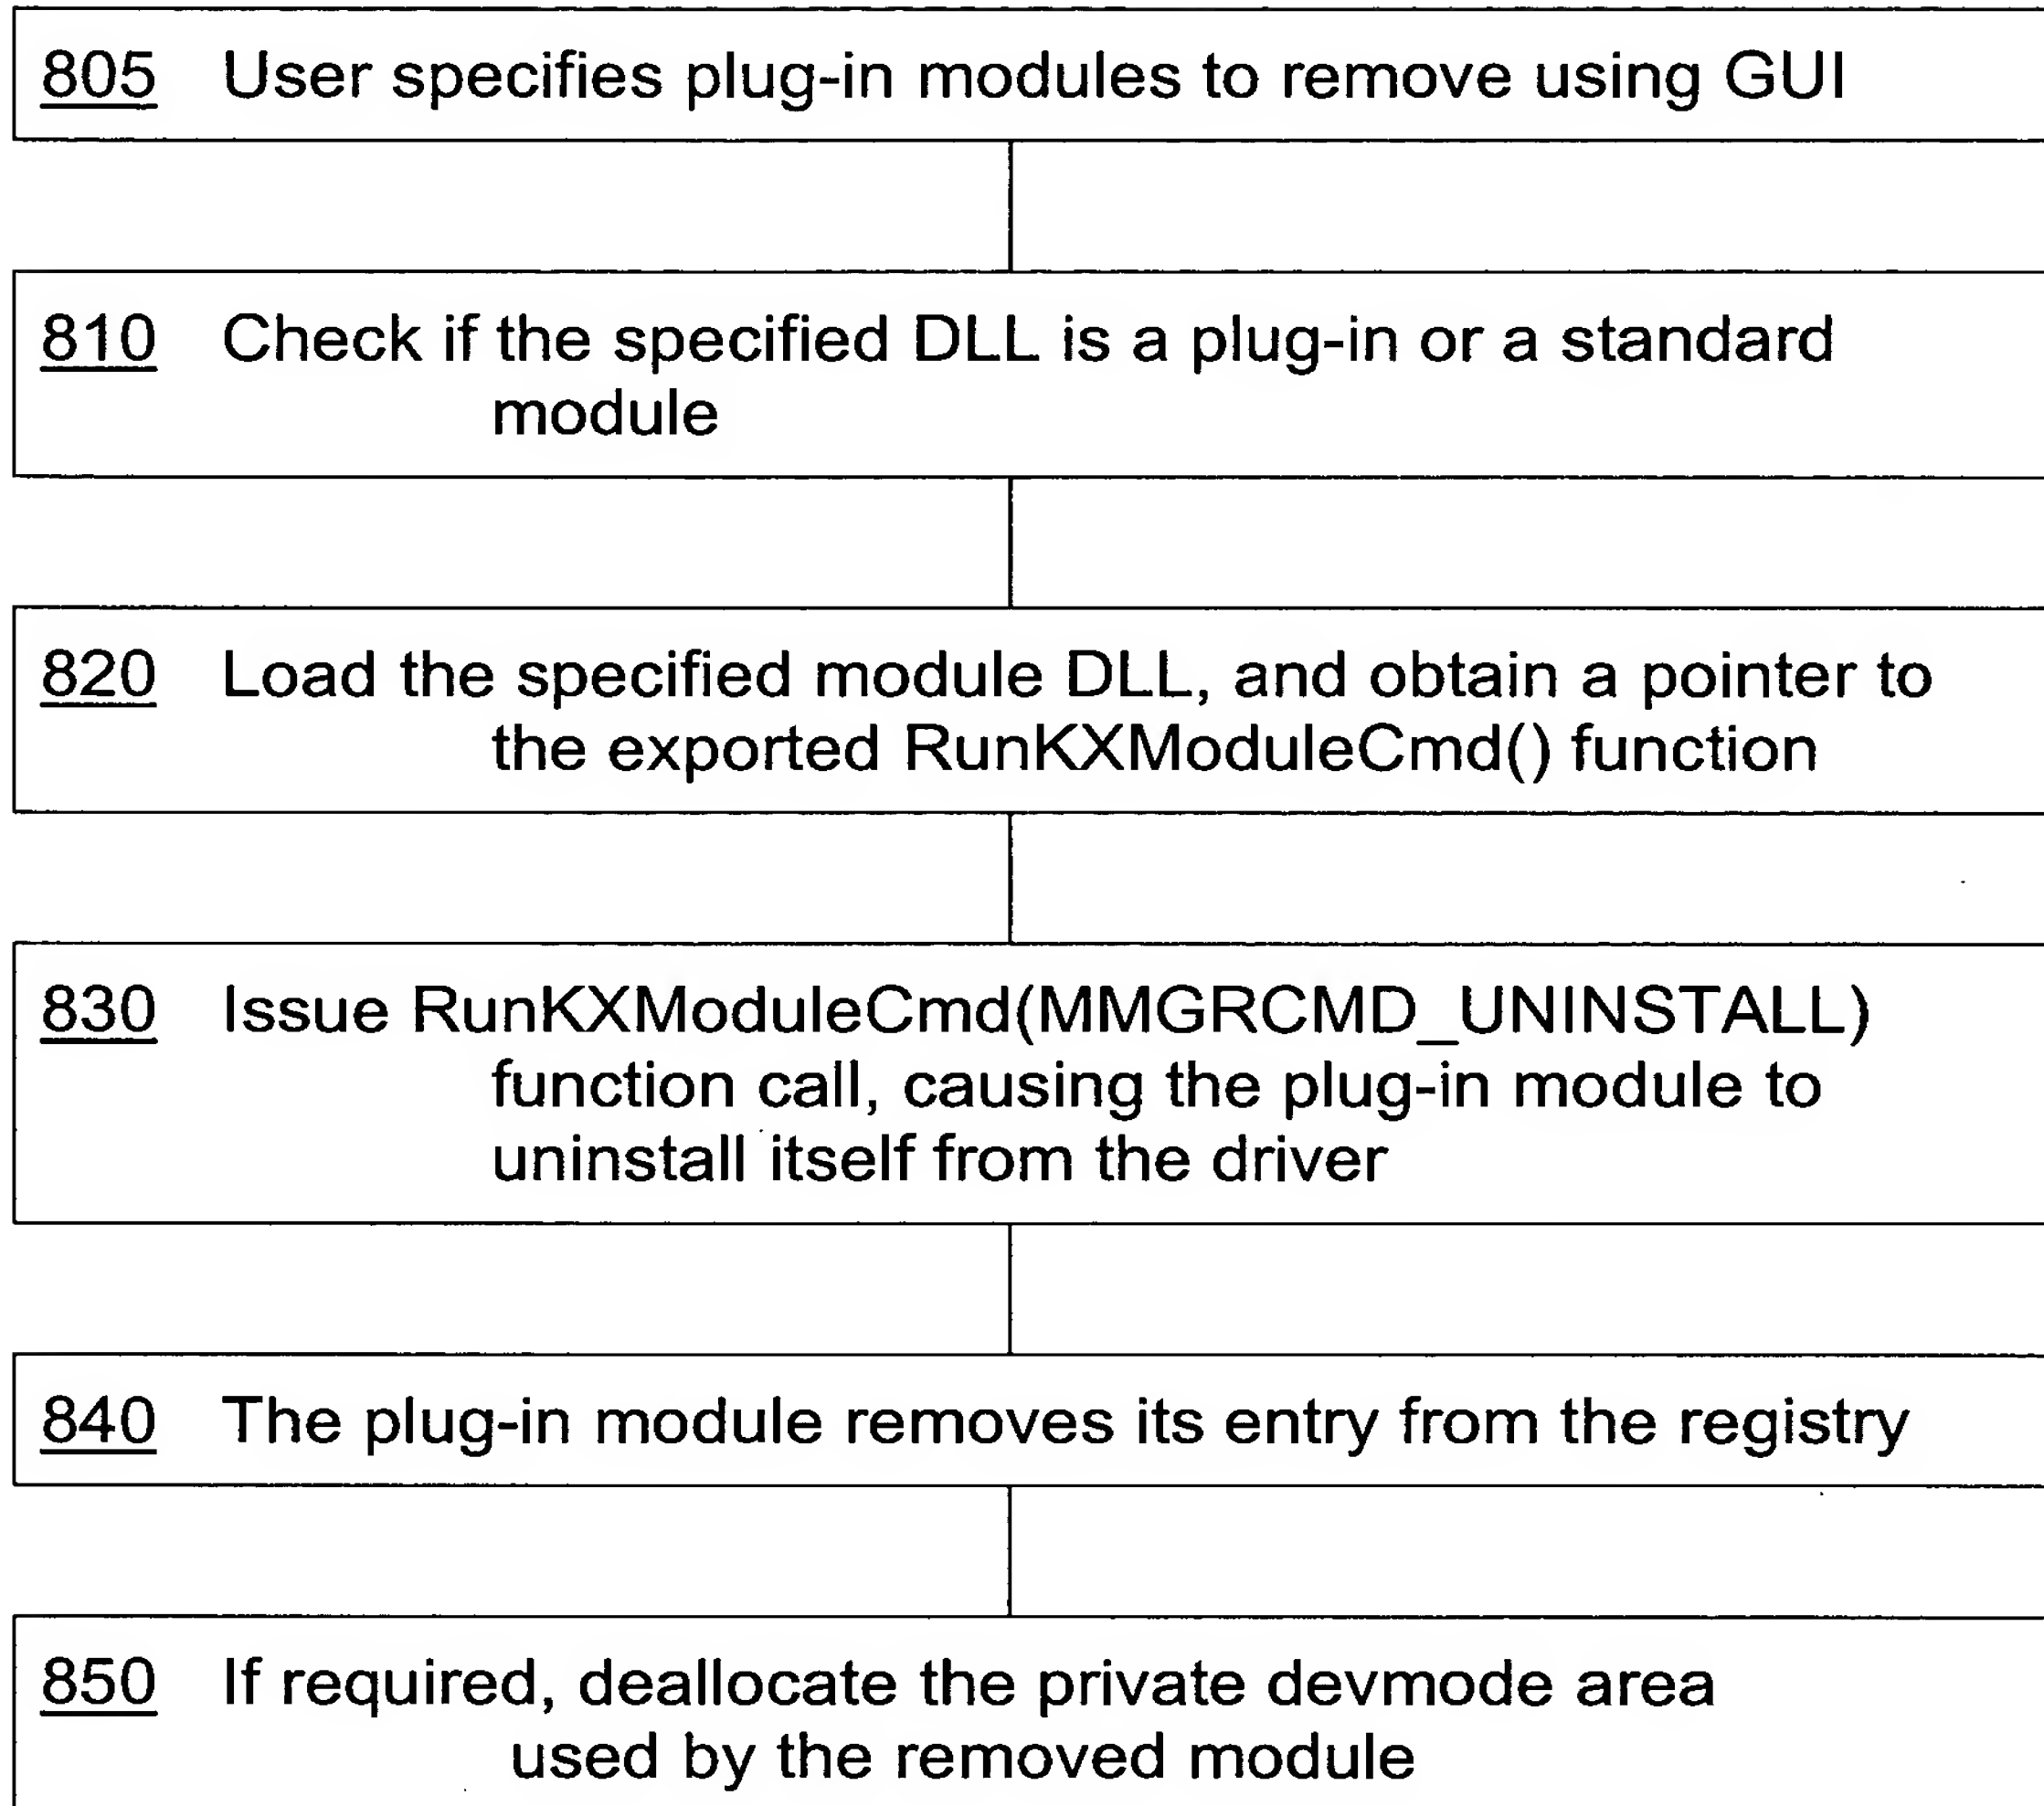 805 User specifies plug-in modules to remove using GUI
810 Check if the specified DLL is a plug-in or a standard
module
820 Load the specified module DLL, and obtain a pointer to
the exported RunKXModuleCmd() function
830 Issue RunKXModuleCmd(MMGRCMD_UNINSTALL)
function call, causing the plug-in module to
uninstall itself from the driver
840 The plug-in module removes its entry from the registry
850 If required, deallocate the private devmode area
used by the removed module